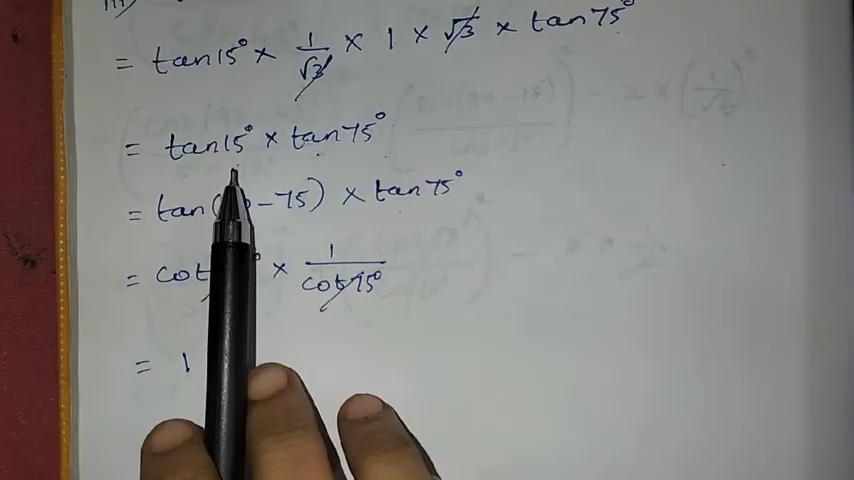 = tan15° × 1/√3 × 1 × √3 × tan75°
= tan15° × tan75°
= tan( - 75) × tan75°
= cot ° × 1/cot75°
= 1